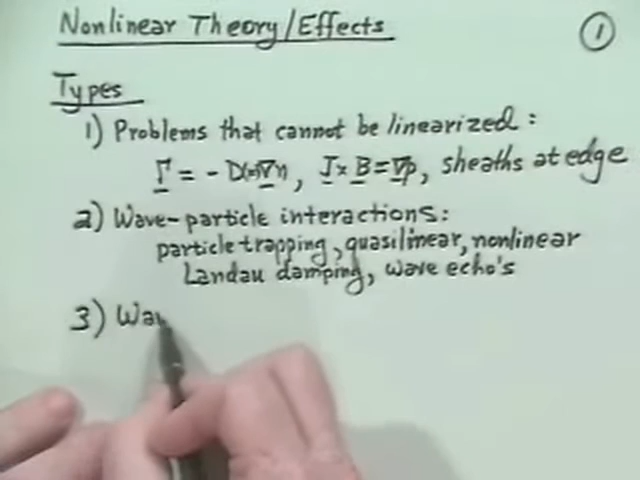 Nonlinear Theory/Effects
1
Types
1) Problems that cannot be linearized:
Γ = - D(n)∇n, J×B=∇p, sheaths at edge
2) Wave-particle interactions:
particle trapping, quasilinear, nonlinear
Landau damping, wave echo's
3) Wav